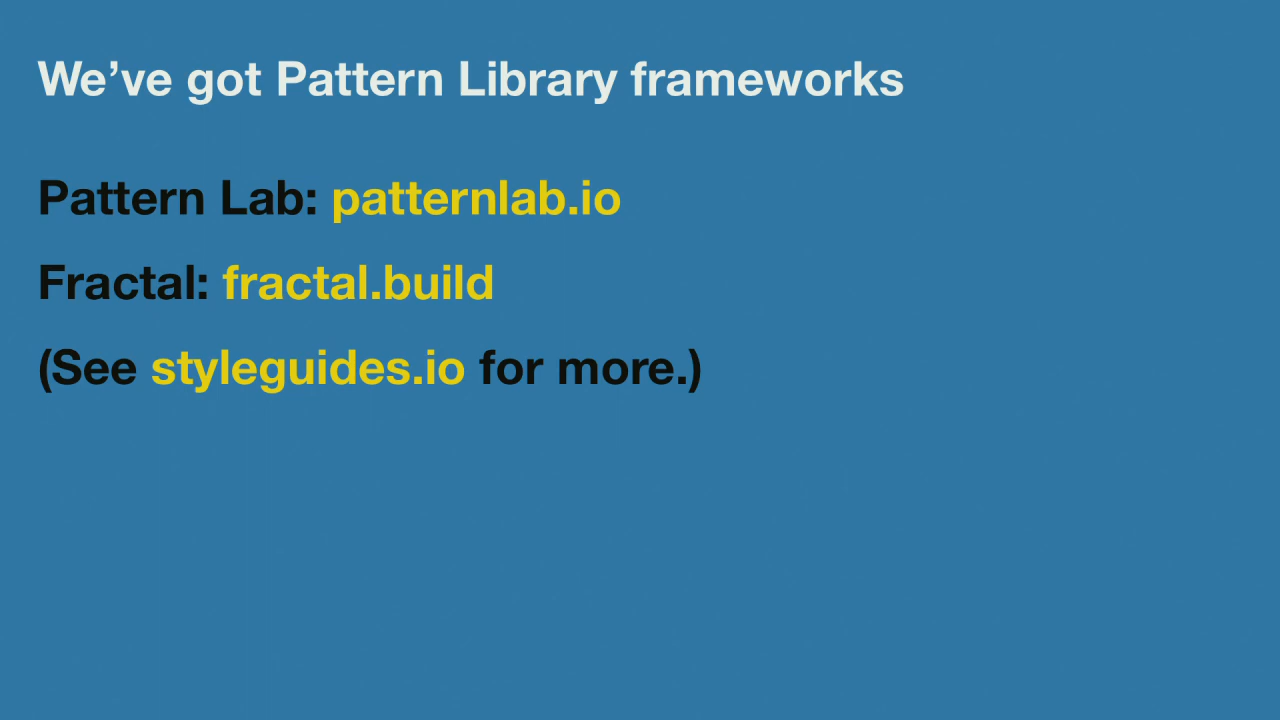 We’ve got Pattern Library frameworks
Pattern Lab: patternlab.io
Fractal: fractal.build
(See styleguides.io for more.)